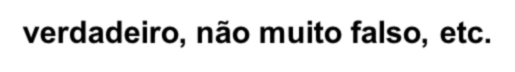 verdadeiro, não muito falso, etc.